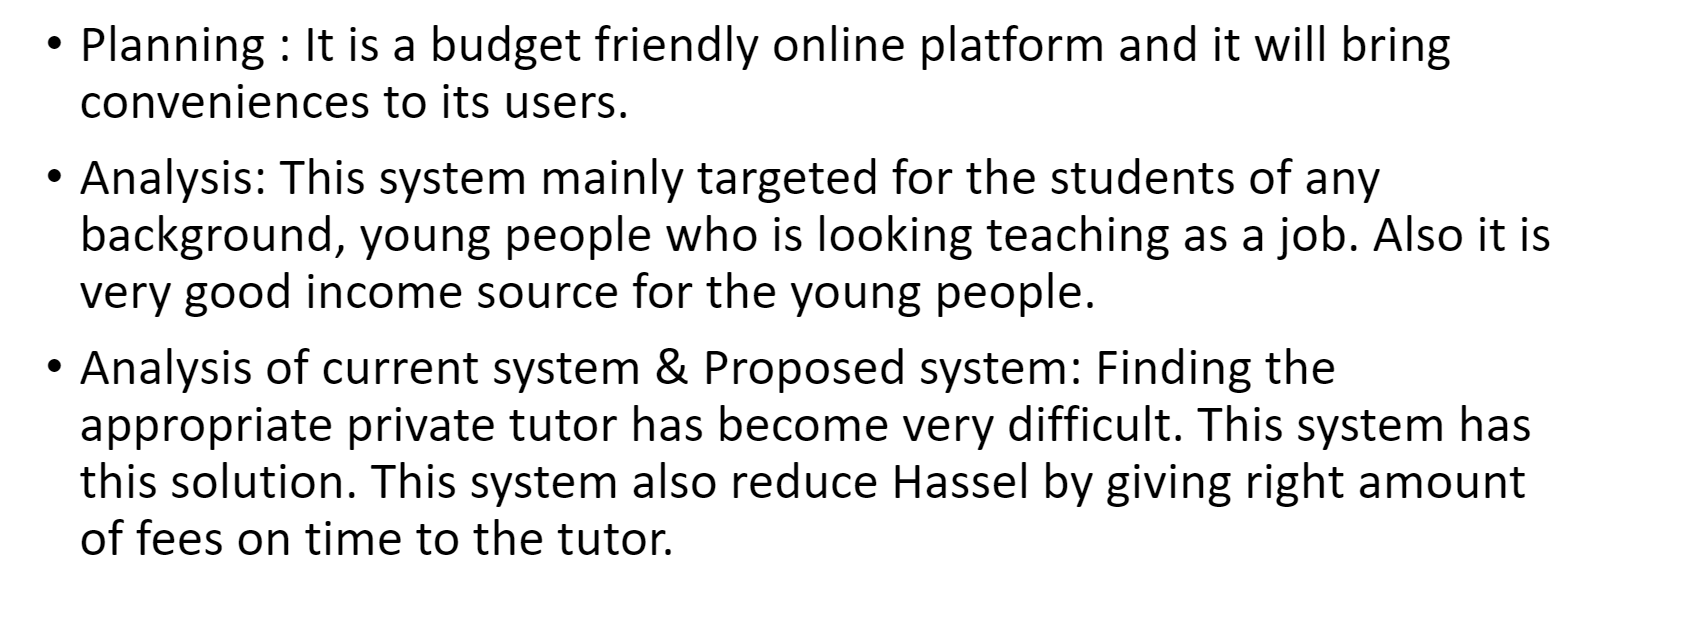 • Planning : It is a budget friendly online platform and it will bring
conveniences to its users.
• Analysis: This system mainly targeted for the students of any
background, young people who is looking teaching as a job. Also it is
very good income source for the young people.
• Analysis of current system & Proposed system: Finding the
appropriate private tutor has become very difficult. This system has
this solution. This system also reduce Hassel by giving right amount
of fees on time to the tutor.